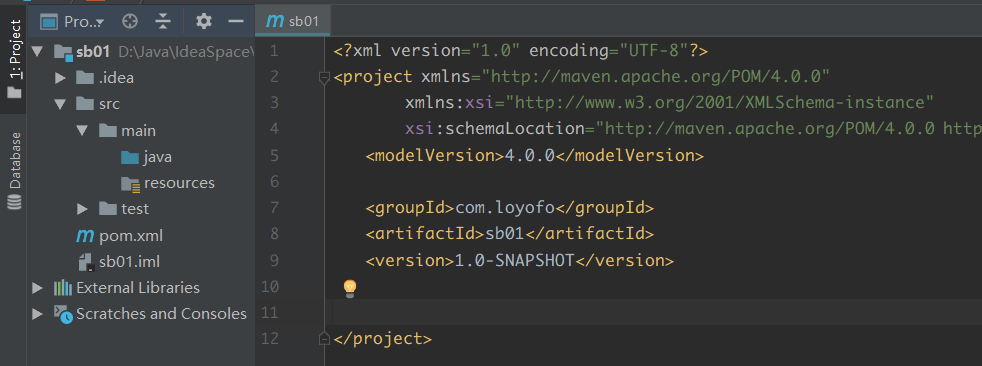 1: Project
Database
Pro...
sb01 D:\Java\IdeaSpace\
.idea
src
main
java
resources
test
pom.xml
sb01.iml
External Libraries
Scratches and Consoles
sb01
1 <?xml version="1.0" encoding="UTF-8"?>
2 <project xmlns="http://maven.apache.org/POM/4.0.0"
3 xmlns:xsi="http://www.w3.org/2001/XMLSchema-instance"
4 xsi:schemaLocation="http://maven.apache.org/POM/4.0.0 http
5 <modelVersion>4.0.0</modelVersion>
6
7 <groupId>com.loyofo</groupId>
8 <artifactId>sb01</artifactId>
9 <version>1.0-SNAPSHOT</version>
10
11
12 </project>